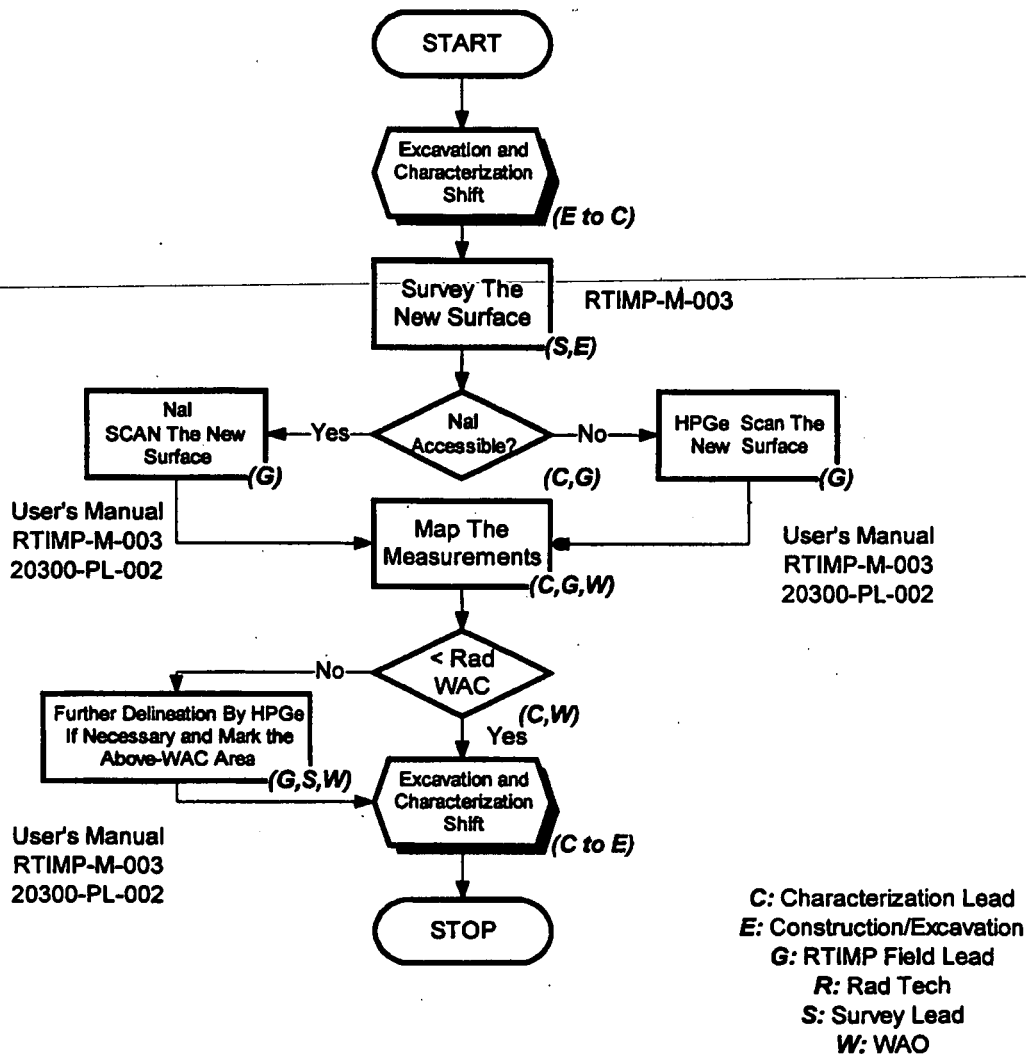 START
Excavation and
Characterization
Shift
(E to C)
Survey The
New Surface
RTIMP-M-003
(S,E)
NaI
SCAN The New
Surface
(G)
Yes
NaI
Accessible?
No
(C,G)
HPGe Scan The
New Surface
(G)
User's Manual
RTIMP-M-003
20300-PL-002
Map The
Measurements
(C,G,W)
User's Manual
RTIMP-M-003
20300-PL-002
No
< Rad
WAC
(C,W)
Yes
Further Delineation By HPGe
If Necessary and Mark the
Above-WAC Area
(G,S,W)
User's Manual
RTIMP-M-003
20300-PL-002
Excavation and
Characterization
Shift
(C to E)
STOP
C: Characterization Lead
E: Construction/Excavation
G: RTIMP Field Lead
R: Rad Tech
S: Survey Lead
W: WAO